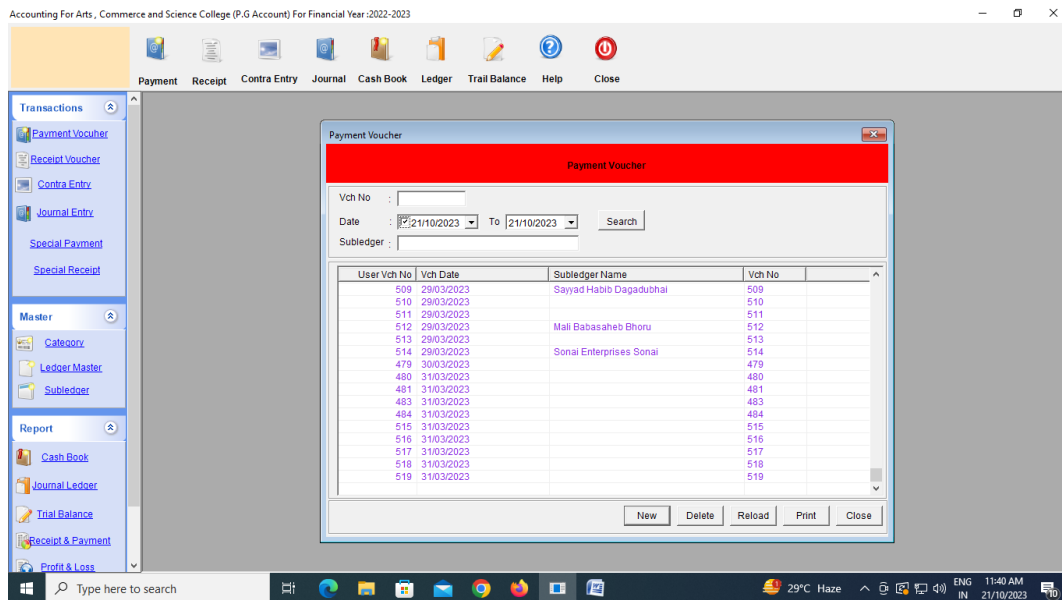 Accounting For Arts , Commerce and Science College (P.G Account) For Financial Year :2022-2023
Payment Receipt Contra Entry Journal Cash Book Ledger Trail Balance Help Close
Transactions
Payment Vocuher
Receipt Voucher
Contra Entry
Journal Entry
Special Payment
Special Receipt
Master
Category
Ledger Master
Subledger
Report
Cash Book
Journal Ledger
Trial Balance
Receipt & Payment
Profit & Loss
Payment Voucher
Payment Voucher
Vch No :
Date : 21/10/2023 To 21/10/2023 Search
Subledger :
User Vch No Vch Date Subledger Name Vch No
509 29/03/2023 Sayyad Habib Dagadubhai 509
510 29/03/2023 510
511 29/03/2023 511
512 29/03/2023 Mali Babasaheb Bhoru 512
513 29/03/2023 513
514 29/03/2023 Sonai Enterprises Sonai 514
479 30/03/2023 479
480 31/03/2023 480
481 31/03/2023 481
483 31/03/2023 483
484 31/03/2023 484
515 31/03/2023 515
516 31/03/2023 516
517 31/03/2023 517
518 31/03/2023 518
519 31/03/2023 519
New Delete Reload Print Close
Type here to search
29°C Haze
ENG
IN
11:40 AM
21/10/2023
10